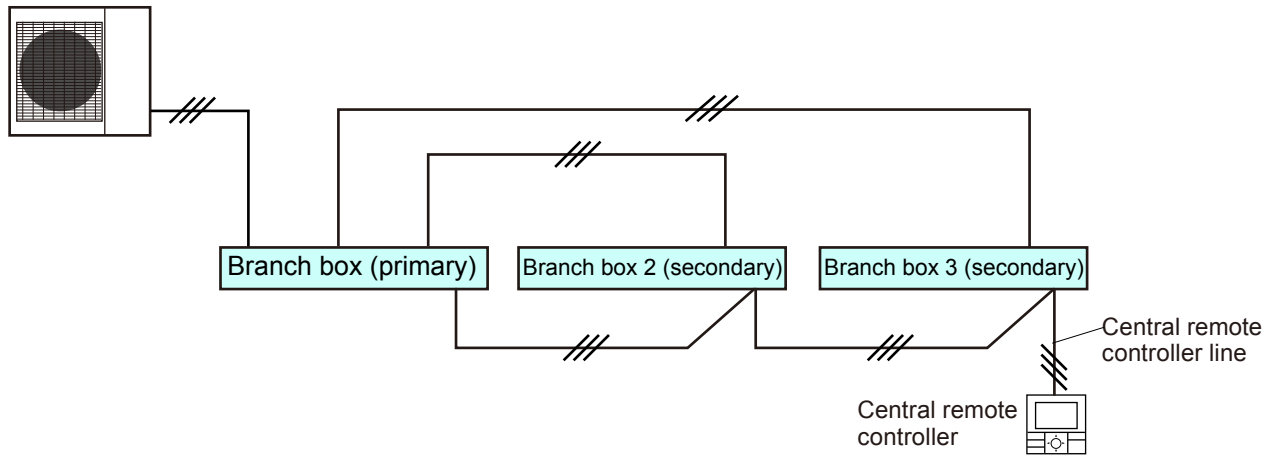 Branch box (primary)
Branch box 2 (secondary)
Branch box 3 (secondary)
Central remote
controller line
Central remote
controller